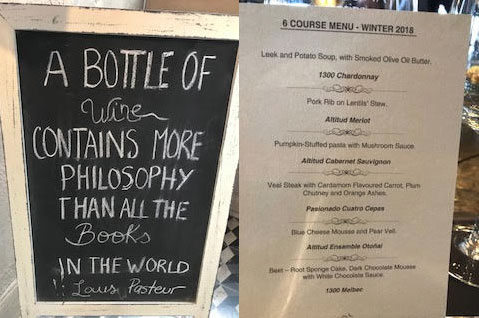 A BOTTLE OF
Wine
CONTAINS MORE
PHILOSOPHY
THAN ALL THE
Books
IN THE WORLD
!! Louis Pasteur
6 COURSE MENU - WINTER 2018
Leek and Potato Soup, with Smoked Olive Oil Butter.
1300 Chardonnay
Pork Rib on Lentils' Stew.
Altitud Merlot
Pumpkin-Stuffed pasta with Mushroom Sauce.
Altitud Cabernet Sauvignon
Veal Steak with Cardamom Flavoured Carrot, Plum
Chutney and Orange Ashes.
Pasionado Cuatro Cepas
Blue Cheese Mousse and Pear Veil.
Altitud Ensamble Otoñal
Beet – Root Sponge Cake, Dark Chocolate Mousse
with White Chocolate Sauce.
1300 Malbec